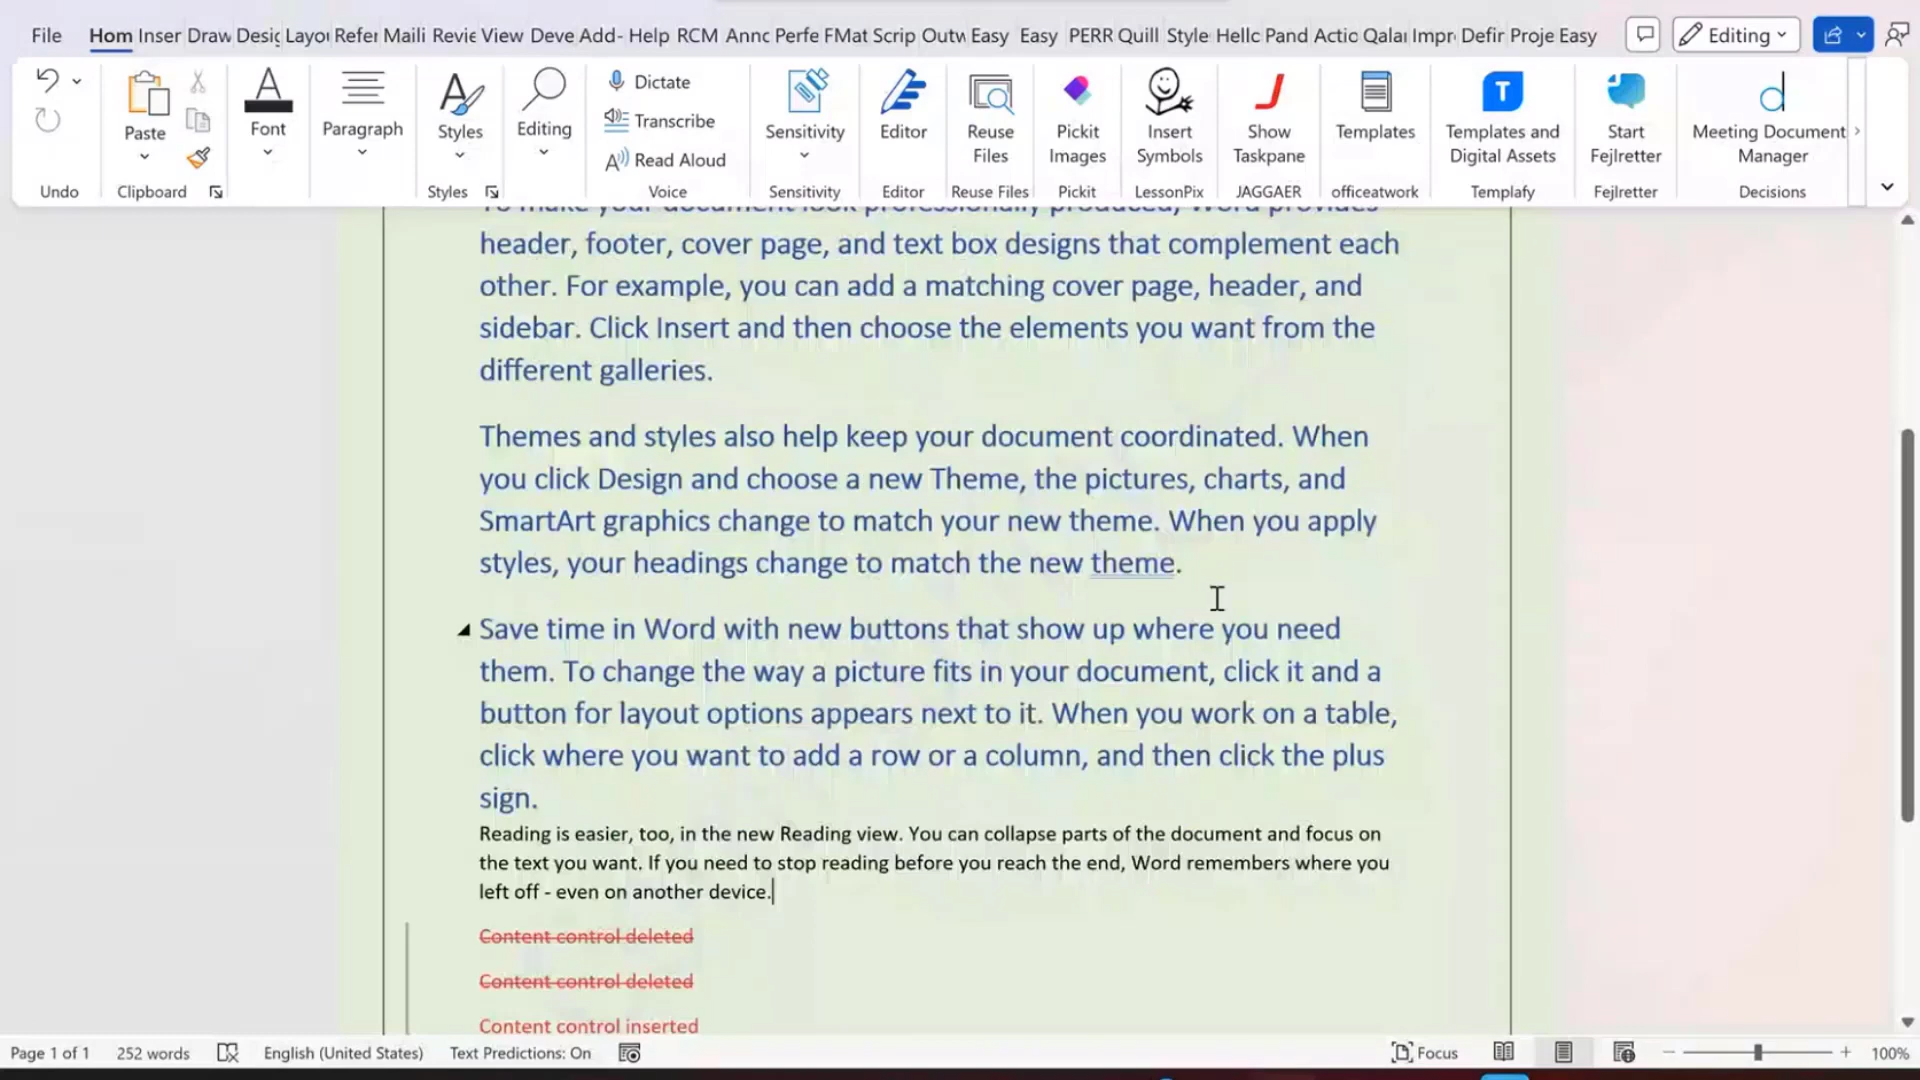 File Hom Inser Draw Desig Layou Refer Maili Revie View Deve Add- Help RCM Annc Perfe FMat Scrip Outw Easy Easy PERR Quill Style Hellc Pand Actio Qalar Impr Defir Proje Easy Editing
Paste Font Paragraph Styles Editing Dictate Transcribe Read Aloud Sensitivity Editor Reuse Files Pickit Images Insert Symbols Show Taskpane Templates Templates and Digital Assets Start Fejlretter Meeting Document Manager
Undo Clipboard Styles Voice Sensitivity Editor Reuse Files Pickit LessonPix JAGGAER officeatwork Templafy Fejlretter Decisions
To make your document look professionally produced, Word provides
header, footer, cover page, and text box designs that complement each
other. For example, you can add a matching cover page, header, and
sidebar. Click Insert and then choose the elements you want from the
different galleries.
Themes and styles also help keep your document coordinated. When
you click Design and choose a new Theme, the pictures, charts, and
SmartArt graphics change to match your new theme. When you apply
styles, your headings change to match the new theme.
Save time in Word with new buttons that show up where you need
them. To change the way a picture fits in your document, click it and a
button for layout options appears next to it. When you work on a table,
click where you want to add a row or a column, and then click the plus
sign.
Reading is easier, too, in the new Reading view. You can collapse parts of the document and focus on
the text you want. If you need to stop reading before you reach the end, Word remembers where you
left off - even on another device.
Content control deleted
Content control deleted
Content control inserted
Page 1 of 1 252 words English (United States) Text Predictions: On Focus 100%